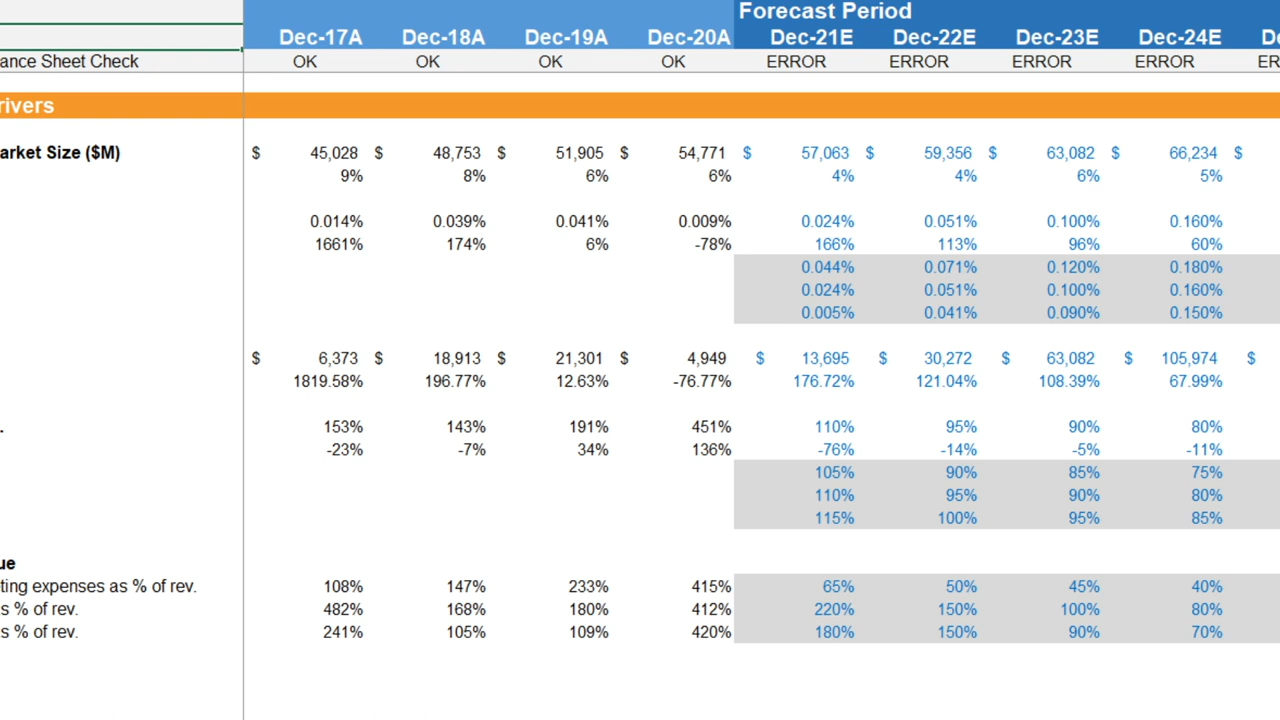 Forecast Period
Dec-17A Dec-18A Dec-19A Dec-20A Dec-21E Dec-22E Dec-23E Dec-24E De
ance Sheet Check OK OK OK OK ERROR ERROR ERROR ERROR ER
rivers
arket Size ($M) $ 45,028 $ 48,753 $ 51,905 $ 54,771 $ 57,063 $ 59,356 $ 63,082 $ 66,234 $
9% 8% 6% 6% 4% 4% 6% 5%
0.014% 0.039% 0.041% 0.009% 0.024% 0.051% 0.100% 0.160%
1661% 174% 6% -78% 166% 113% 96% 60%
0.044% 0.071% 0.120% 0.180%
0.024% 0.051% 0.100% 0.160%
0.005% 0.041% 0.090% 0.150%
$ 6,373 $ 18,913 $ 21,301 $ 4,949 $ 13,695 $ 30,272 $ 63,082 $ 105,974 $
1819.58% 196.77% 12.63% -76.77% 176.72% 121.04% 108.39% 67.99%
. 153% 143% 191% 451% 110% 95% 90% 80%
-23% -7% 34% 136% -76% -14% -5% -11%
105% 90% 85% 75%
110% 95% 90% 80%
115% 100% 95% 85%
ue
ting expenses as % of rev. 108% 147% 233% 415% 65% 50% 45% 40%
s % of rev. 482% 168% 180% 412% 220% 150% 100% 80%
s % of rev. 241% 105% 109% 420% 180% 150% 90% 70%